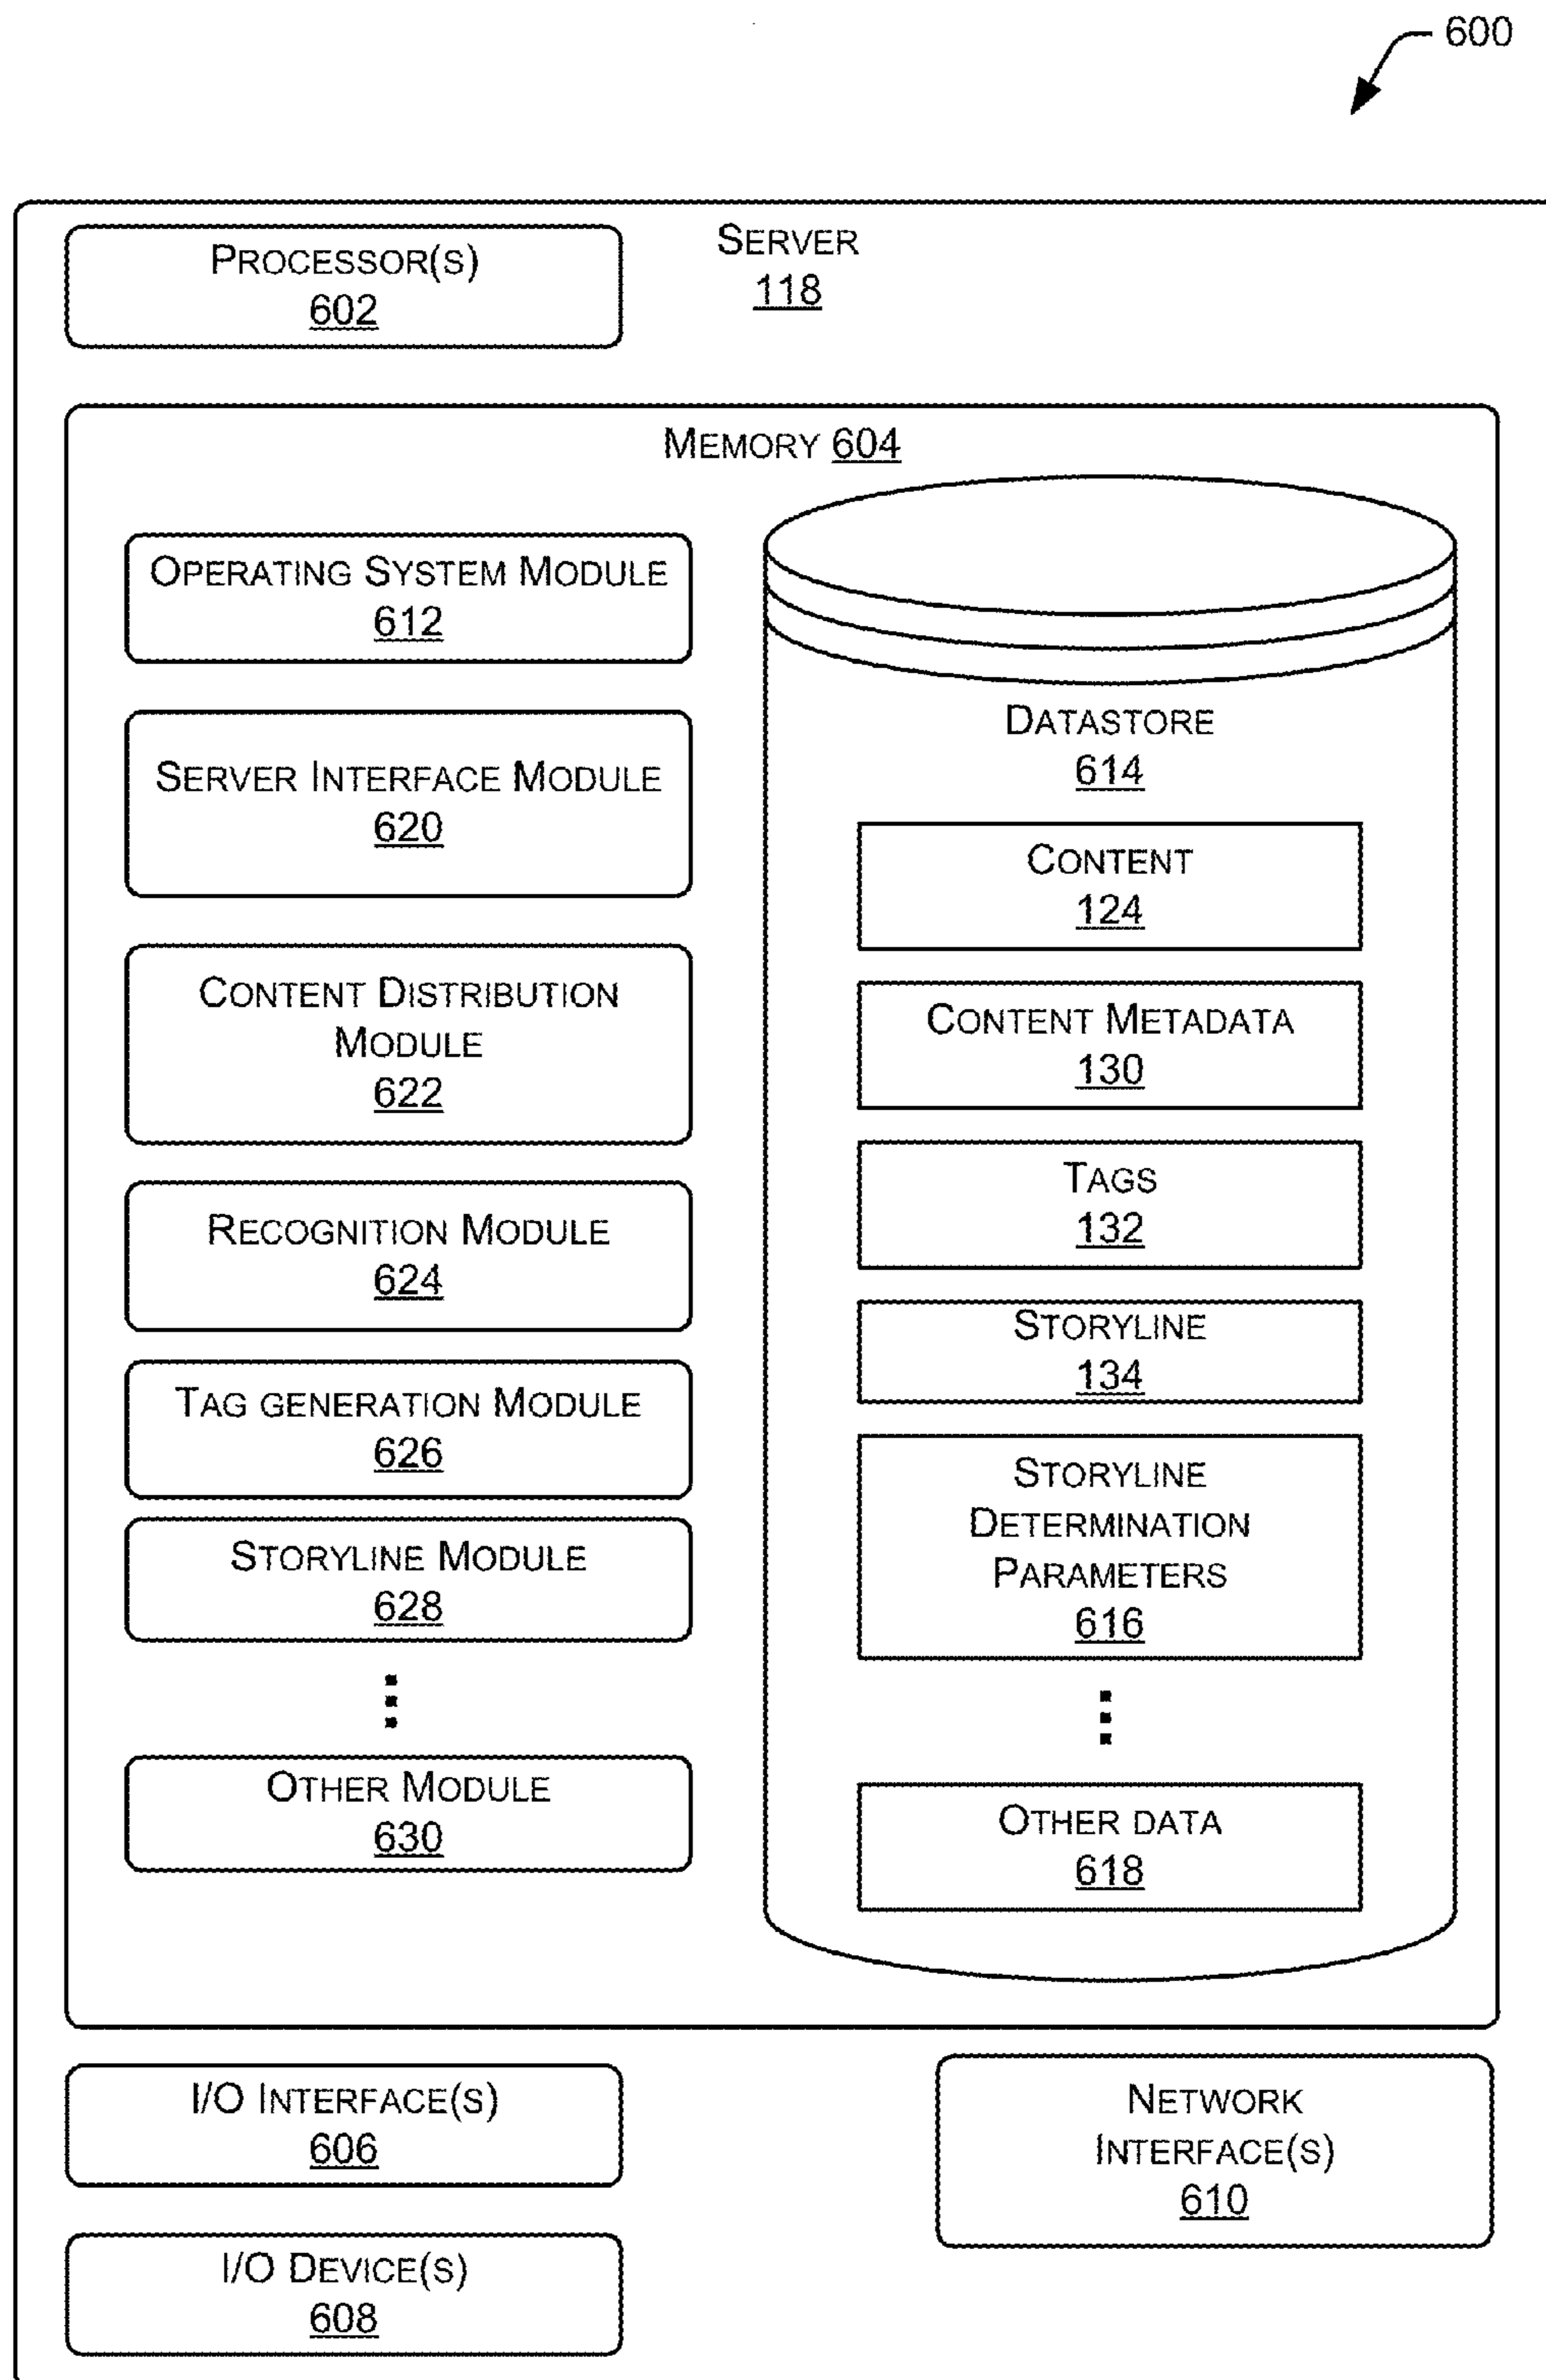 600
PROCESSOR(S)
602
SERVER
118
MEMORY 604
OPERATING SYSTEM MODULE
612
SERVER INTERFACE MODULE
620
CONTENT DISTRIBUTION
MODULE
622
RECOGNITION MODULE
624
TAG GENERATION MODULE
626
STORYLINE MODULE
628
OTHER MODULE
630
DATASTORE
614
CONTENT
124
CONTENT METADATA
130
TAGS
132
STORYLINE
134
STORYLINE
DETERMINATION
PARAMETERS
616
OTHER DATA
618
I/O INTERFACE(S)
606
I/O DEVICE(S)
608
NETWORK
INTERFACE(S)
610